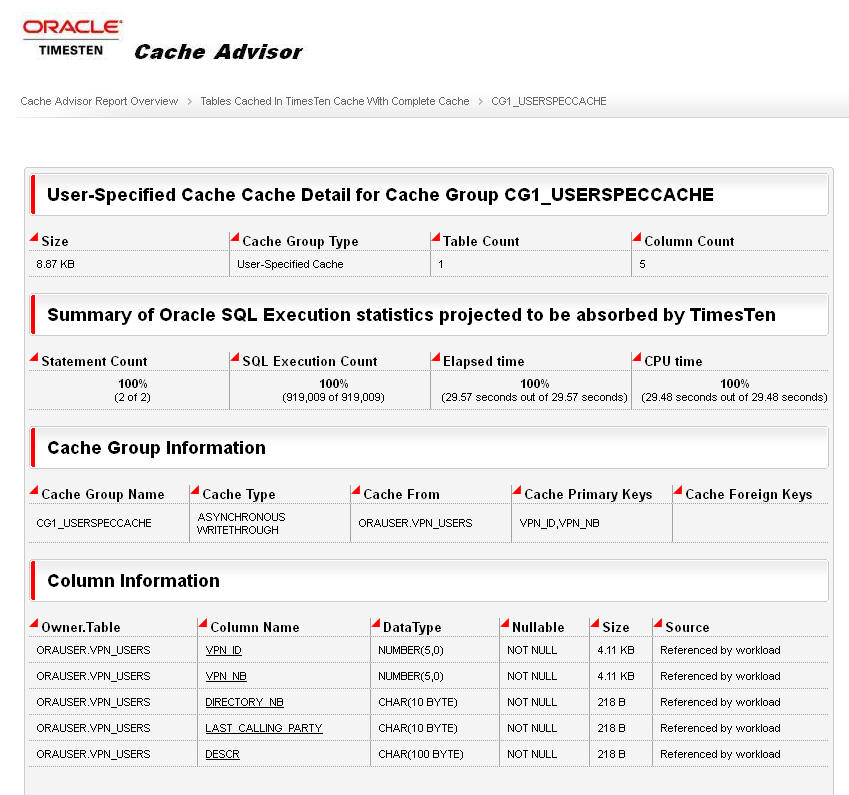 ORACLE®
TIMESTEN
Cache Advisor
Cache Advisor Report Overview > Tables Cached In TimesTen Cache With Complete Cache > CG1_USERSPECCACHE
User-Specified Cache Cache Detail for Cache Group CG1_USERSPECCACHE
Size Cache Group Type Table Count Column Count
8.87 KB User-Specified Cache 1 5
Summary of Oracle SQL Execution statistics projected to be absorbed by TimesTen
Statement Count SQL Execution Count Elapsed time CPU time
100% 100% 100% 100%
(2 of 2) (919,009 of 919,009) (29.57 seconds out of 29.57 seconds) (29.48 seconds out of 29.48 seconds)
Cache Group Information
Cache Group Name Cache Type Cache From Cache Primary Keys Cache Foreign Keys
CG1_USERSPECCACHE ASYNCHRONOUS WRITETHROUGH ORAUSER.VPN_USERS VPN_ID,VPN_NB
Column Information
Owner.Table Column Name DataType Nullable Size Source
ORAUSER.VPN_USERS VPN_ID NUMBER(5,0) NOT NULL 4.11 KB Referenced by workload
ORAUSER.VPN_USERS VPN_NB NUMBER(5,0) NOT NULL 4.11 KB Referenced by workload
ORAUSER.VPN_USERS DIRECTORY_NB CHAR(10 BYTE) NOT NULL 218 B Referenced by workload
ORAUSER.VPN_USERS LAST_CALLING_PARTY CHAR(10 BYTE) NOT NULL 218 B Referenced by workload
ORAUSER.VPN_USERS DESCR CHAR(100 BYTE) NOT NULL 218 B Referenced by workload